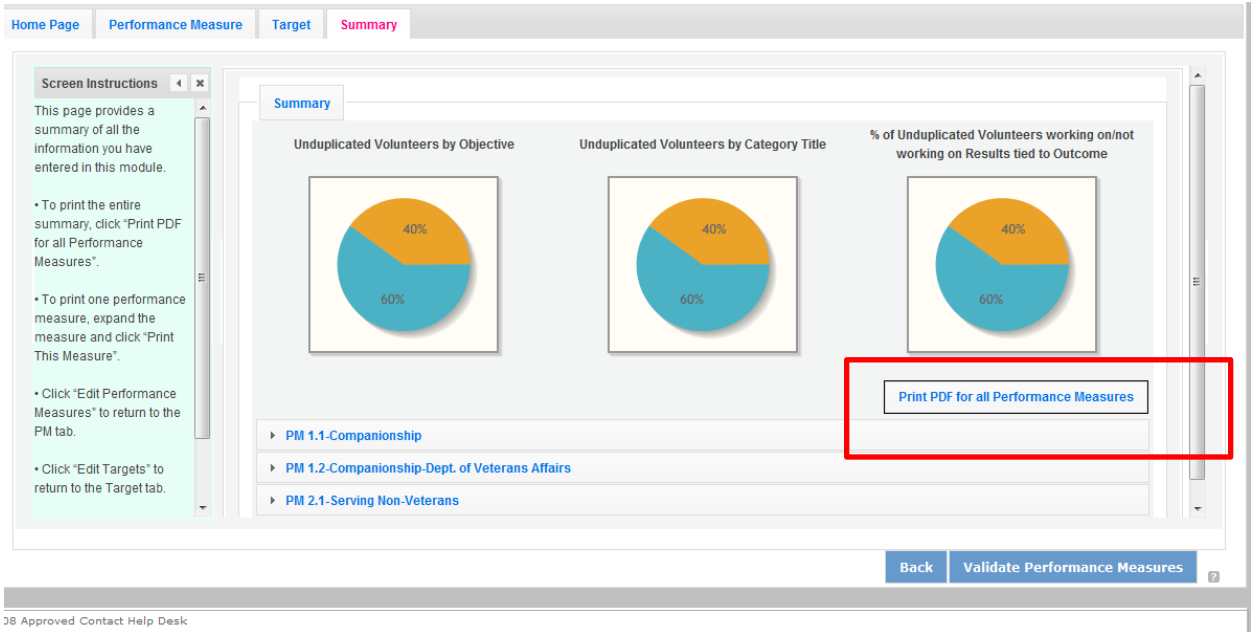 Home Page Performance Measure Target Summary
Screen Instructions
This page provides a
summary of all the
information you have
entered in this module.
• To print the entire
summary, click "Print PDF
for all Performance
Measures".
• To print one performance
measure, expand the
measure and click "Print
This Measure".
• Click "Edit Performance
Measures" to return to the
PM tab.
• Click "Edit Targets" to
return to the Target tab.
Summary
Unduplicated Volunteers by Objective
40%
60%
Unduplicated Volunteers by Category Title
40%
60%
% of Unduplicated Volunteers working on/not
working on Results tied to Outcome
40%
60%
Print PDF for all Performance Measures
PM 1.1-Companionship
PM 1.2-Companionship-Dept. of Veterans Affairs
PM 2.1-Serving Non-Veterans
Back Validate Performance Measures
?
08 Approved Contact Help Desk